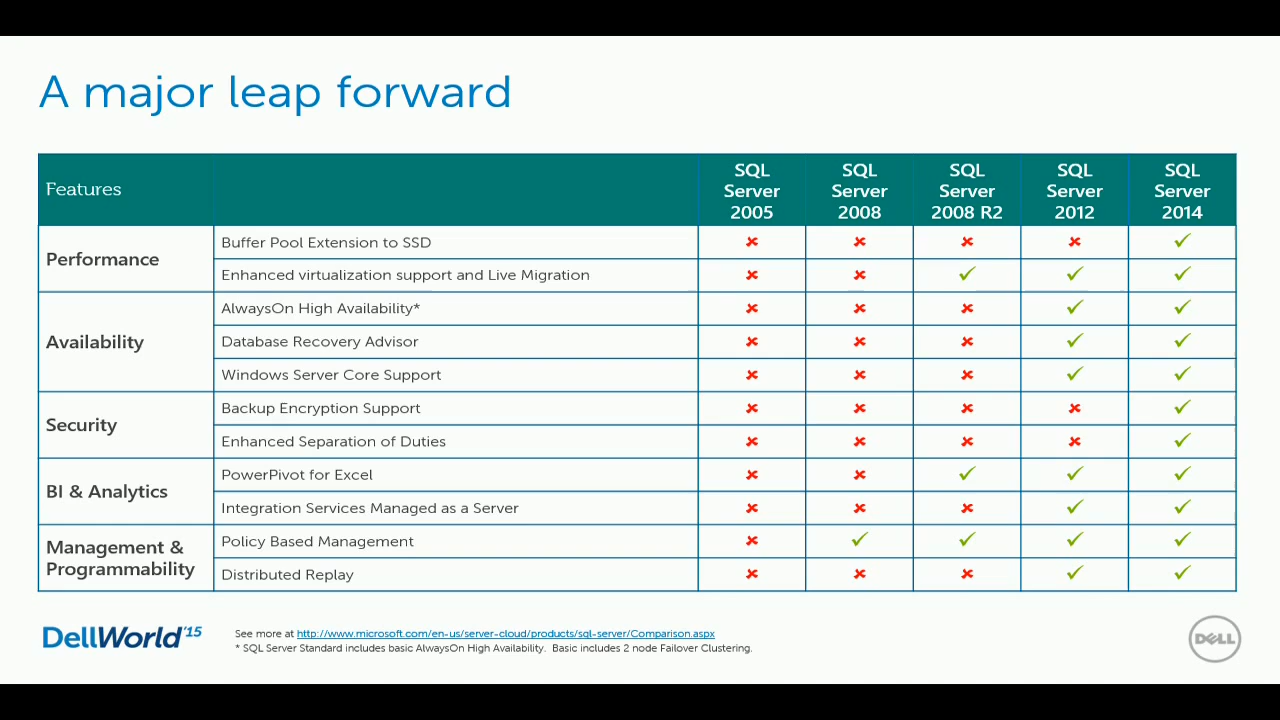 A major leap forward
Features
SQL Server 2005
SQL Server 2008
SQL Server 2008 R2
SQL Server 2012
SQL Server 2014
Performance
Buffer Pool Extension to SSD ✗ ✗ ✗ ✗ ✓
Enhanced virtualization support and Live Migration ✗ ✗ ✓ ✓ ✓
Availability
AlwaysOn High Availability* ✗ ✗ ✗ ✓ ✓
Database Recovery Advisor ✗ ✗ ✗ ✓ ✓
Windows Server Core Support ✗ ✗ ✗ ✓ ✓
Security
Backup Encryption Support ✗ ✗ ✗ ✗ ✓
Enhanced Separation of Duties ✗ ✗ ✗ ✗ ✓
BI & Analytics
PowerPivot for Excel ✗ ✗ ✓ ✓ ✓
Integration Services Managed as a Server ✗ ✗ ✗ ✓ ✓
Management &
Programmability
Policy Based Management ✗ ✓ ✓ ✓ ✓
Distributed Replay ✗ ✗ ✗ ✓ ✓
DellWorld'15
See more at http://www.microsoft.com/en-us/server-cloud/products/sql-server/Comparison.aspx
* SQL Server Standard includes basic AlwaysOn High Availability. Basic includes 2 node Failover Clustering.
DELL